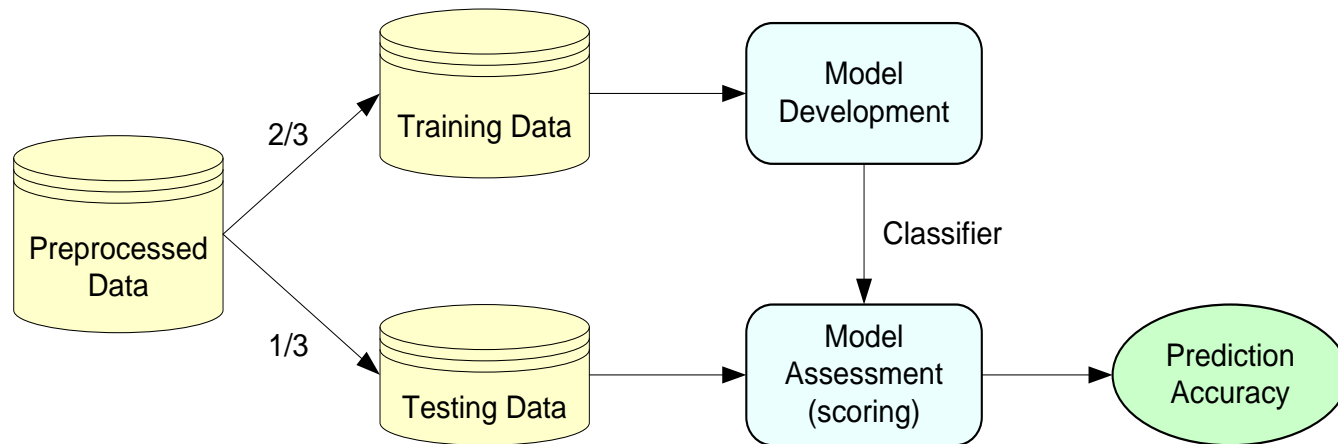 Preprocessed
Data
2/3
1/3
Training Data
Testing Data
Model
Development
Classifier
Model
Assessment
(scoring)
Prediction
Accuracy